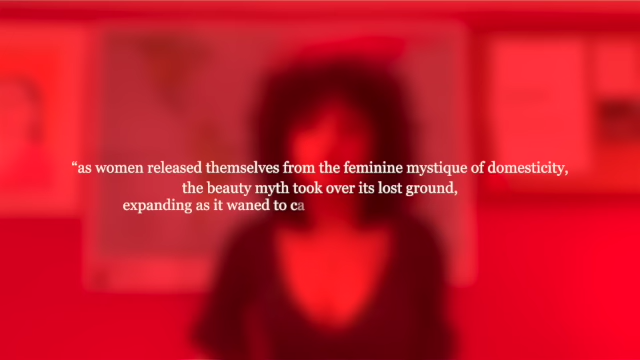 “as women released themselves from the feminine mystique of domesticity,
the beauty myth took over its lost ground,
expanding as it waned to ca